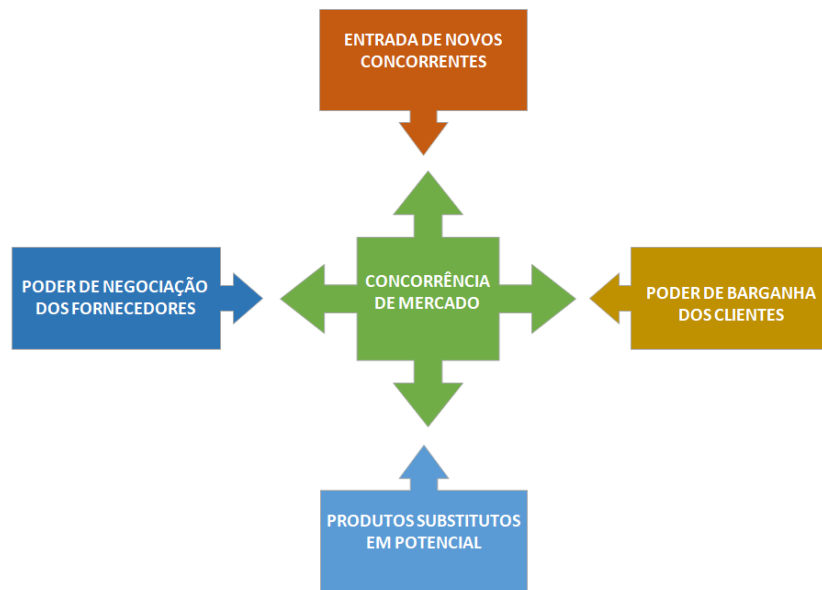 ENTRADA DE NOVOS
CONCORRENTES
PODER DE NEGOCIAÇÃO
DOS FORNECEDORES
CONCORRÊNCIA
DE MERCADO
PODER DE BARGANHA
DOS CLIENTES
PRODUTOS SUBSTITUTOS
EM POTENCIAL